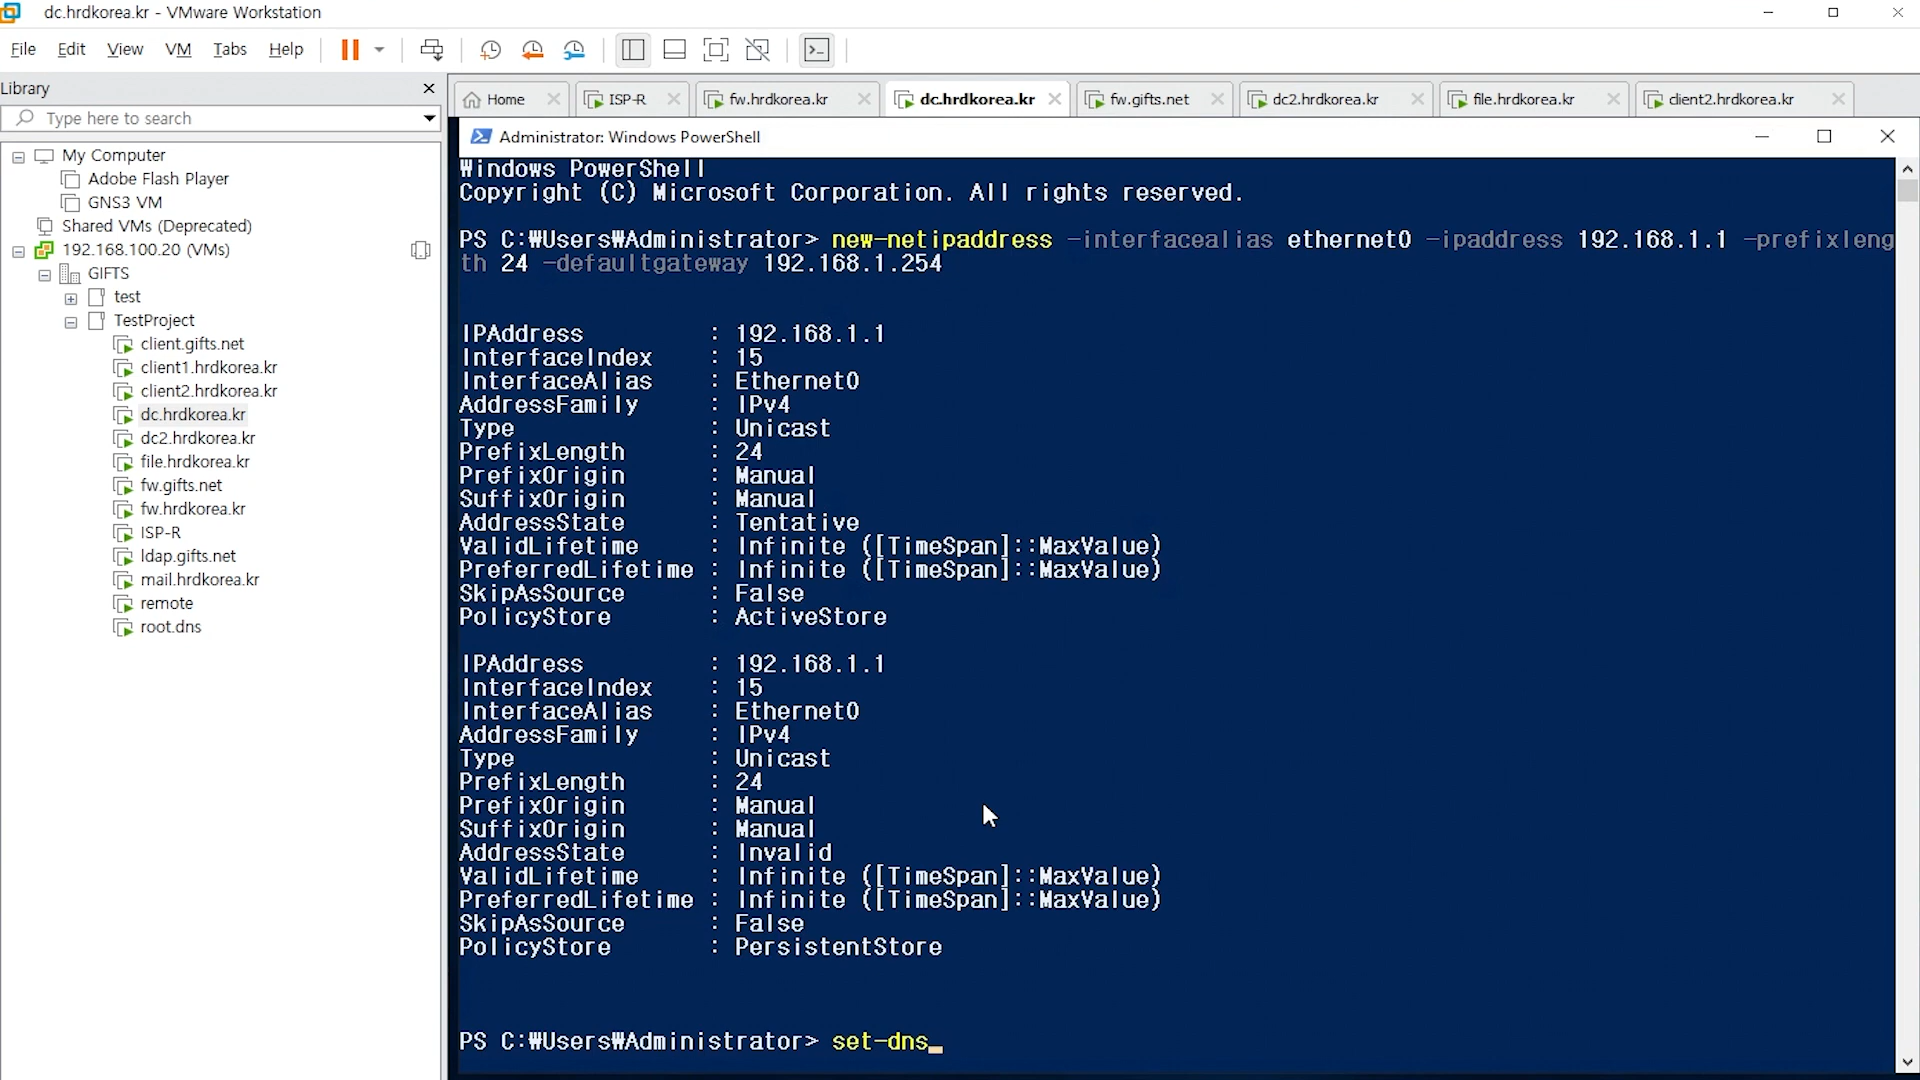 dc.hrdkorea.kr - VMware Workstation
File Edit View VM Tabs Help
Library
Type here to search
My Computer
Adobe Flash Player
GNS3 VM
Shared VMs (Deprecated)
192.168.100.20 (VMs)
GIFTS
test
TestProject
client.gifts.net
client1.hrdkorea.kr
client2.hrdkorea.kr
dc.hrdkorea.kr
dc2.hrdkorea.kr
file.hrdkorea.kr
fw.gifts.net
fw.hrdkorea.kr
ISP-R
ldap.gifts.net
mail.hrdkorea.kr
remote
root.dns
Home ISP-R fw.hrdkorea.kr dc.hrdkorea.kr fw.gifts.net dc2.hrdkorea.kr file.hrdkorea.kr client2.hrdkorea.kr
Administrator: Windows PowerShell
Windows PowerShell
Copyright (C) Microsoft Corporation. All rights reserved.
PS C:₩Users₩Administrator> new-netipaddress -interfacealias ethernet0 -ipaddress 192.168.1.1 -prefixleng
th 24 -defaultgateway 192.168.1.254
IPAddress : 192.168.1.1
InterfaceIndex : 15
InterfaceAlias : Ethernet0
AddressFamily : IPv4
Type : Unicast
PrefixLength : 24
PrefixOrigin : Manual
SuffixOrigin : Manual
AddressState : Tentative
ValidLifetime : Infinite ([TimeSpan]::MaxValue)
PreferredLifetime : Infinite ([TimeSpan]::MaxValue)
SkipAsSource : False
PolicyStore : ActiveStore
IPAddress : 192.168.1.1
InterfaceIndex : 15
InterfaceAlias : Ethernet0
AddressFamily : IPv4
Type : Unicast
PrefixLength : 24
PrefixOrigin : Manual
SuffixOrigin : Manual
AddressState : Invalid
ValidLifetime : Infinite ([TimeSpan]::MaxValue)
PreferredLifetime : Infinite ([TimeSpan]::MaxValue)
SkipAsSource : False
PolicyStore : PersistentStore
PS C:₩Users₩Administrator> set-dns_